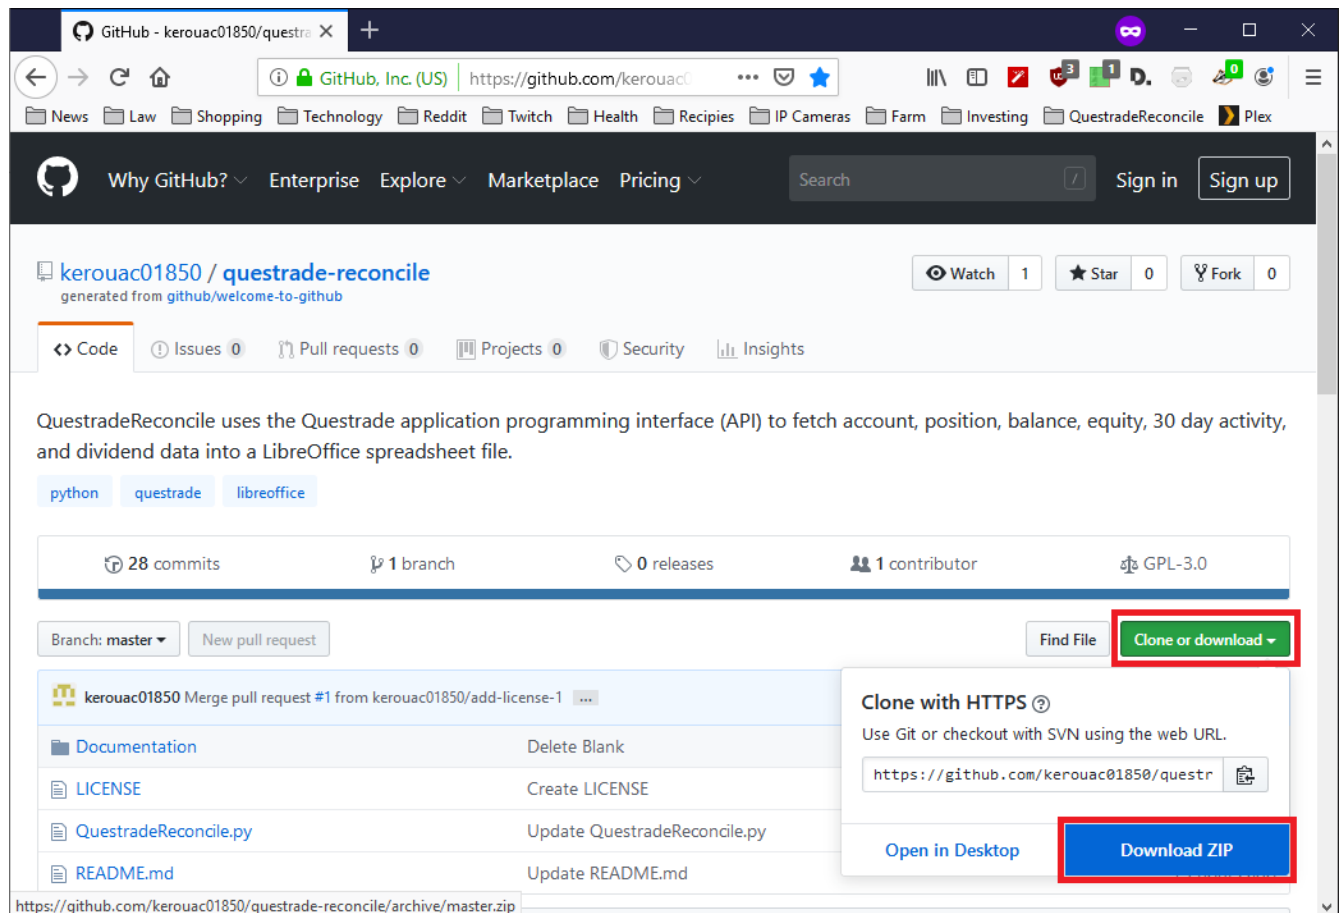 GitHub - kerouac01850/questra
GitHub, Inc. (US) https://github.com/kerouac0
3 1 D. 0
News Law Shopping Technology Reddit Twitch Health Recipies IP Cameras Farm Investing QuestradeReconcile Plex
Why GitHub? Enterprise Explore Marketplace Pricing Search / Sign in Sign up
kerouac01850 / questrade-reconcile
Watch 1 Star 0 Fork 0
generated from github/welcome-to-github
Code Issues 0 Pull requests 0 Projects 0 Security Insights
QuestradeReconcile uses the Questrade application programming interface (API) to fetch account, position, balance, equity, 30 day activity,
and dividend data into a LibreOffice spreadsheet file.
python questrade libreoffice
28 commits 1 branch 0 releases 1 contributor GPL-3.0
Branch: master New pull request Find File Clone or download
kerouac01850 Merge pull request #1 from kerouac01850/add-license-1 ...
Clone with HTTPS
Use Git or checkout with SVN using the web URL.
https://github.com/kerouac01850/questr
Open in Desktop Download ZIP
Documentation Delete Blank
LICENSE Create LICENSE
QuestradeReconcile.py Update QuestradeReconcile.py
README.md Update README.md
https://github.com/kerouac01850/questrade-reconcile/archive/master.zip